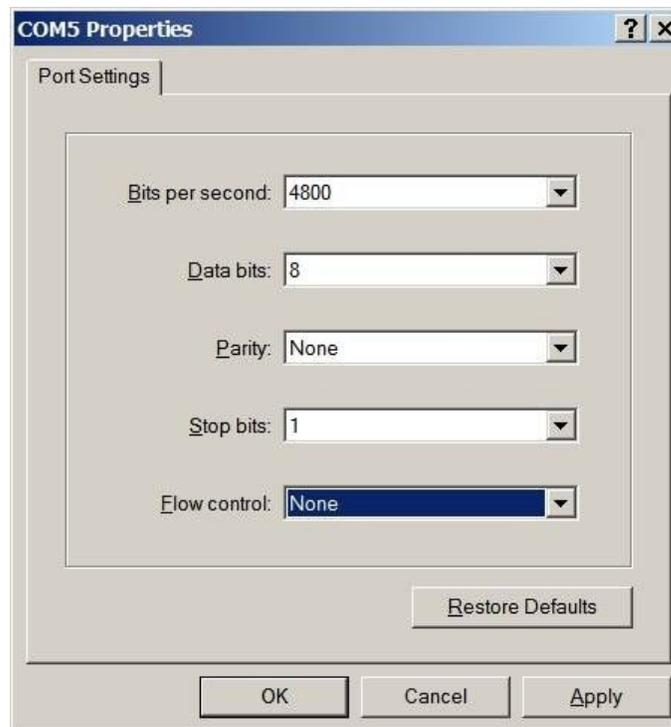 COM5 Properties
Port Settings
Bits per second: 4800
Data bits: 8
Parity: None
Stop bits: 1
Flow control: None
Restore Defaults
OK Cancel Apply